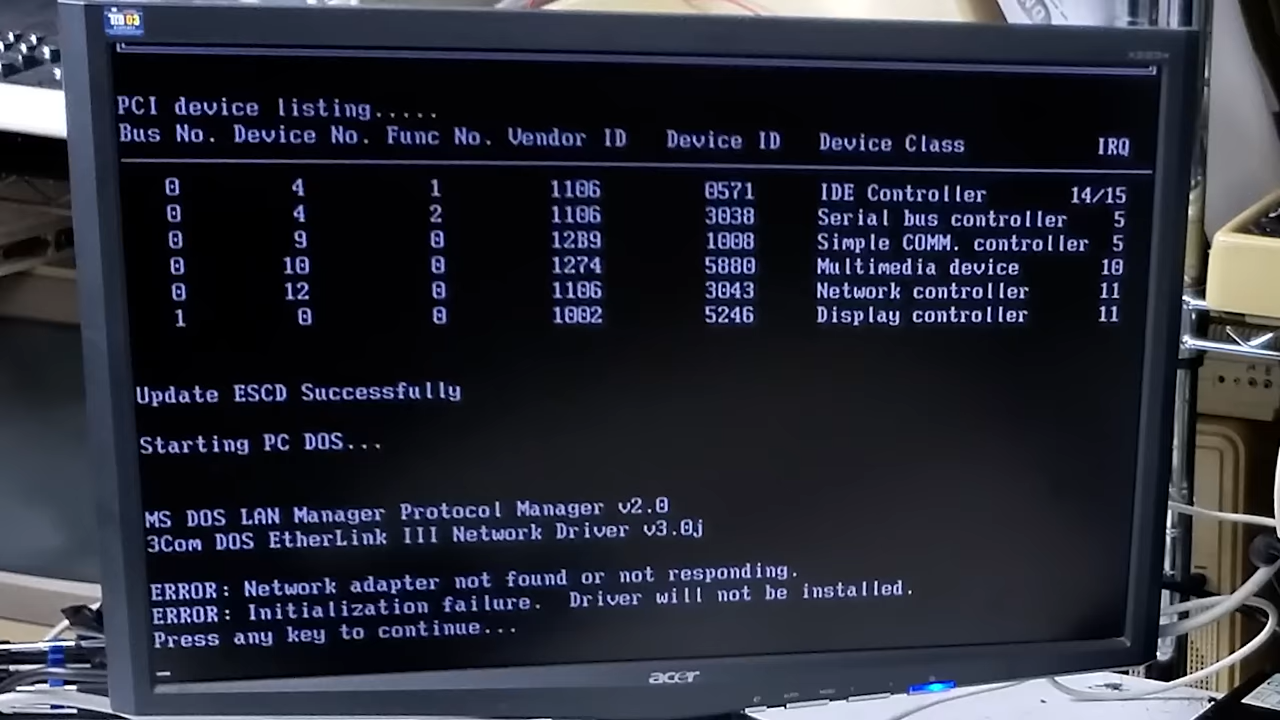 PCI device listing.....
Bus No. Device No. Func No. Vendor ID Device ID Device Class IRQ
0 4 1 1106 0571 IDE Controller 14/15
0 4 2 1106 3038 Serial bus controller 5
0 9 0 12B9 1008 Simple COMM. controller 5
0 10 0 1274 5880 Multimedia device 10
0 12 0 1106 3043 Network controller 11
1 0 0 1002 5246 Display controller 11
Update ESCD Successfully
Starting PC DOS...
MS DOS LAN Manager Protocol Manager v2.0
3Com DOS EtherLink III Network Driver v3.0j
ERROR: Network adapter not found or not responding.
ERROR: Initialization failure. Driver will not be installed.
Press any key to continue...
acer